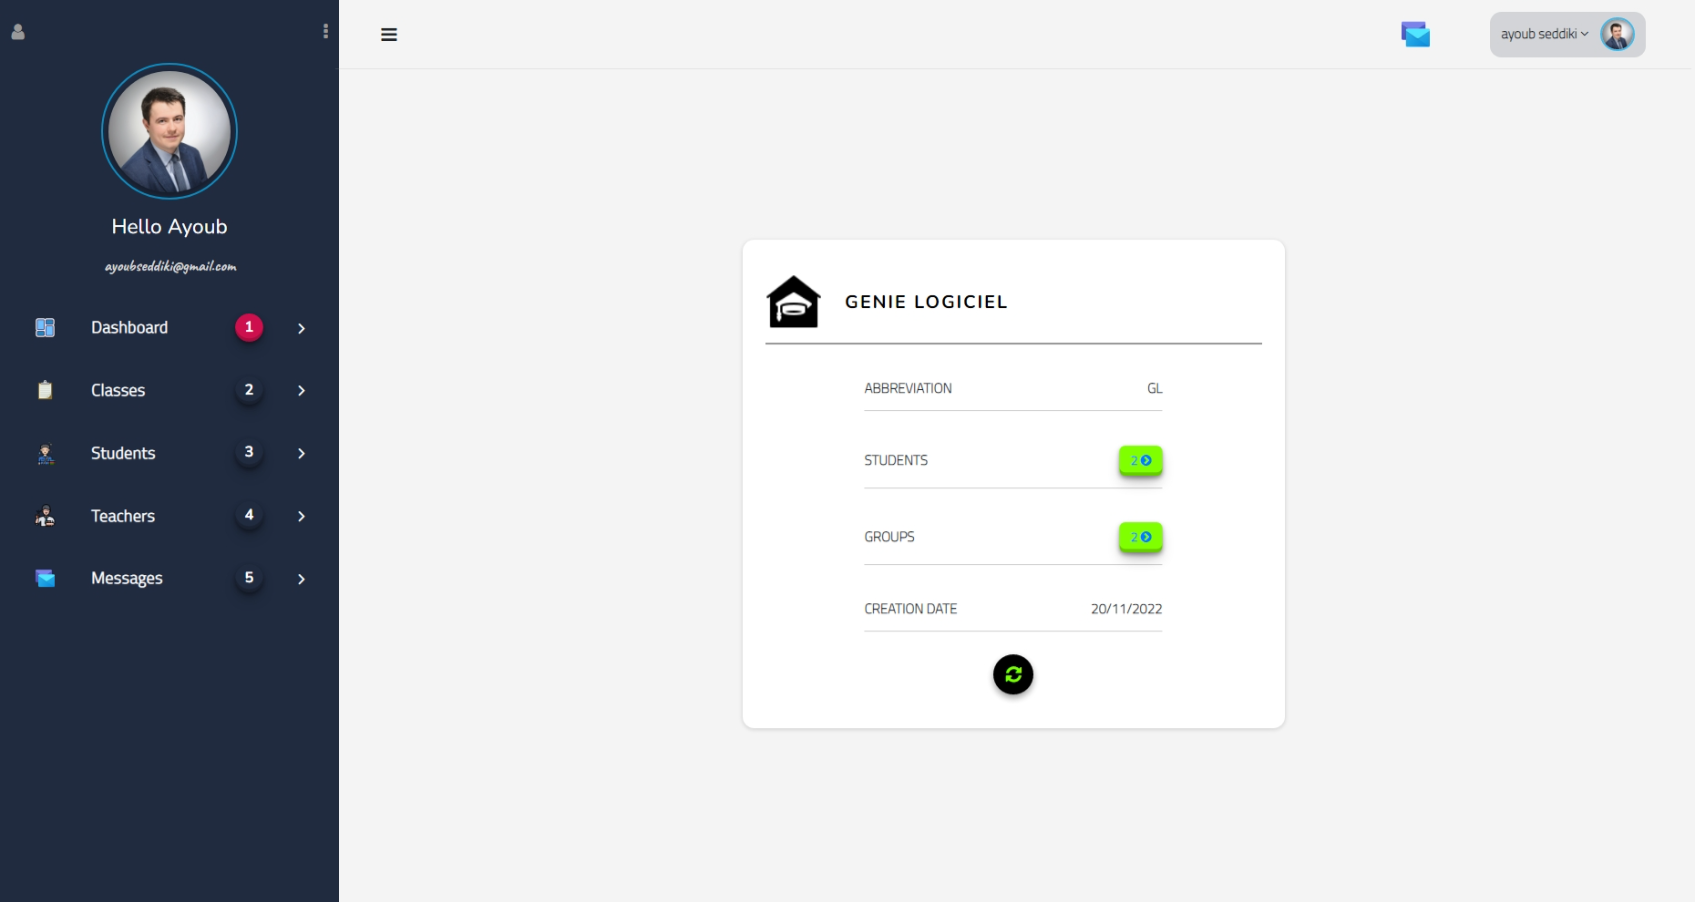 ayoub seddiki
Hello Ayoub
ayoubseddiki@gmail.com
Dashboard 1
Classes 2
Students 3
Teachers 4
Messages 5
GENIE LOGICIEL
ABBREVIATION GL
STUDENTS 2
GROUPS 2
CREATION DATE 20/11/2022